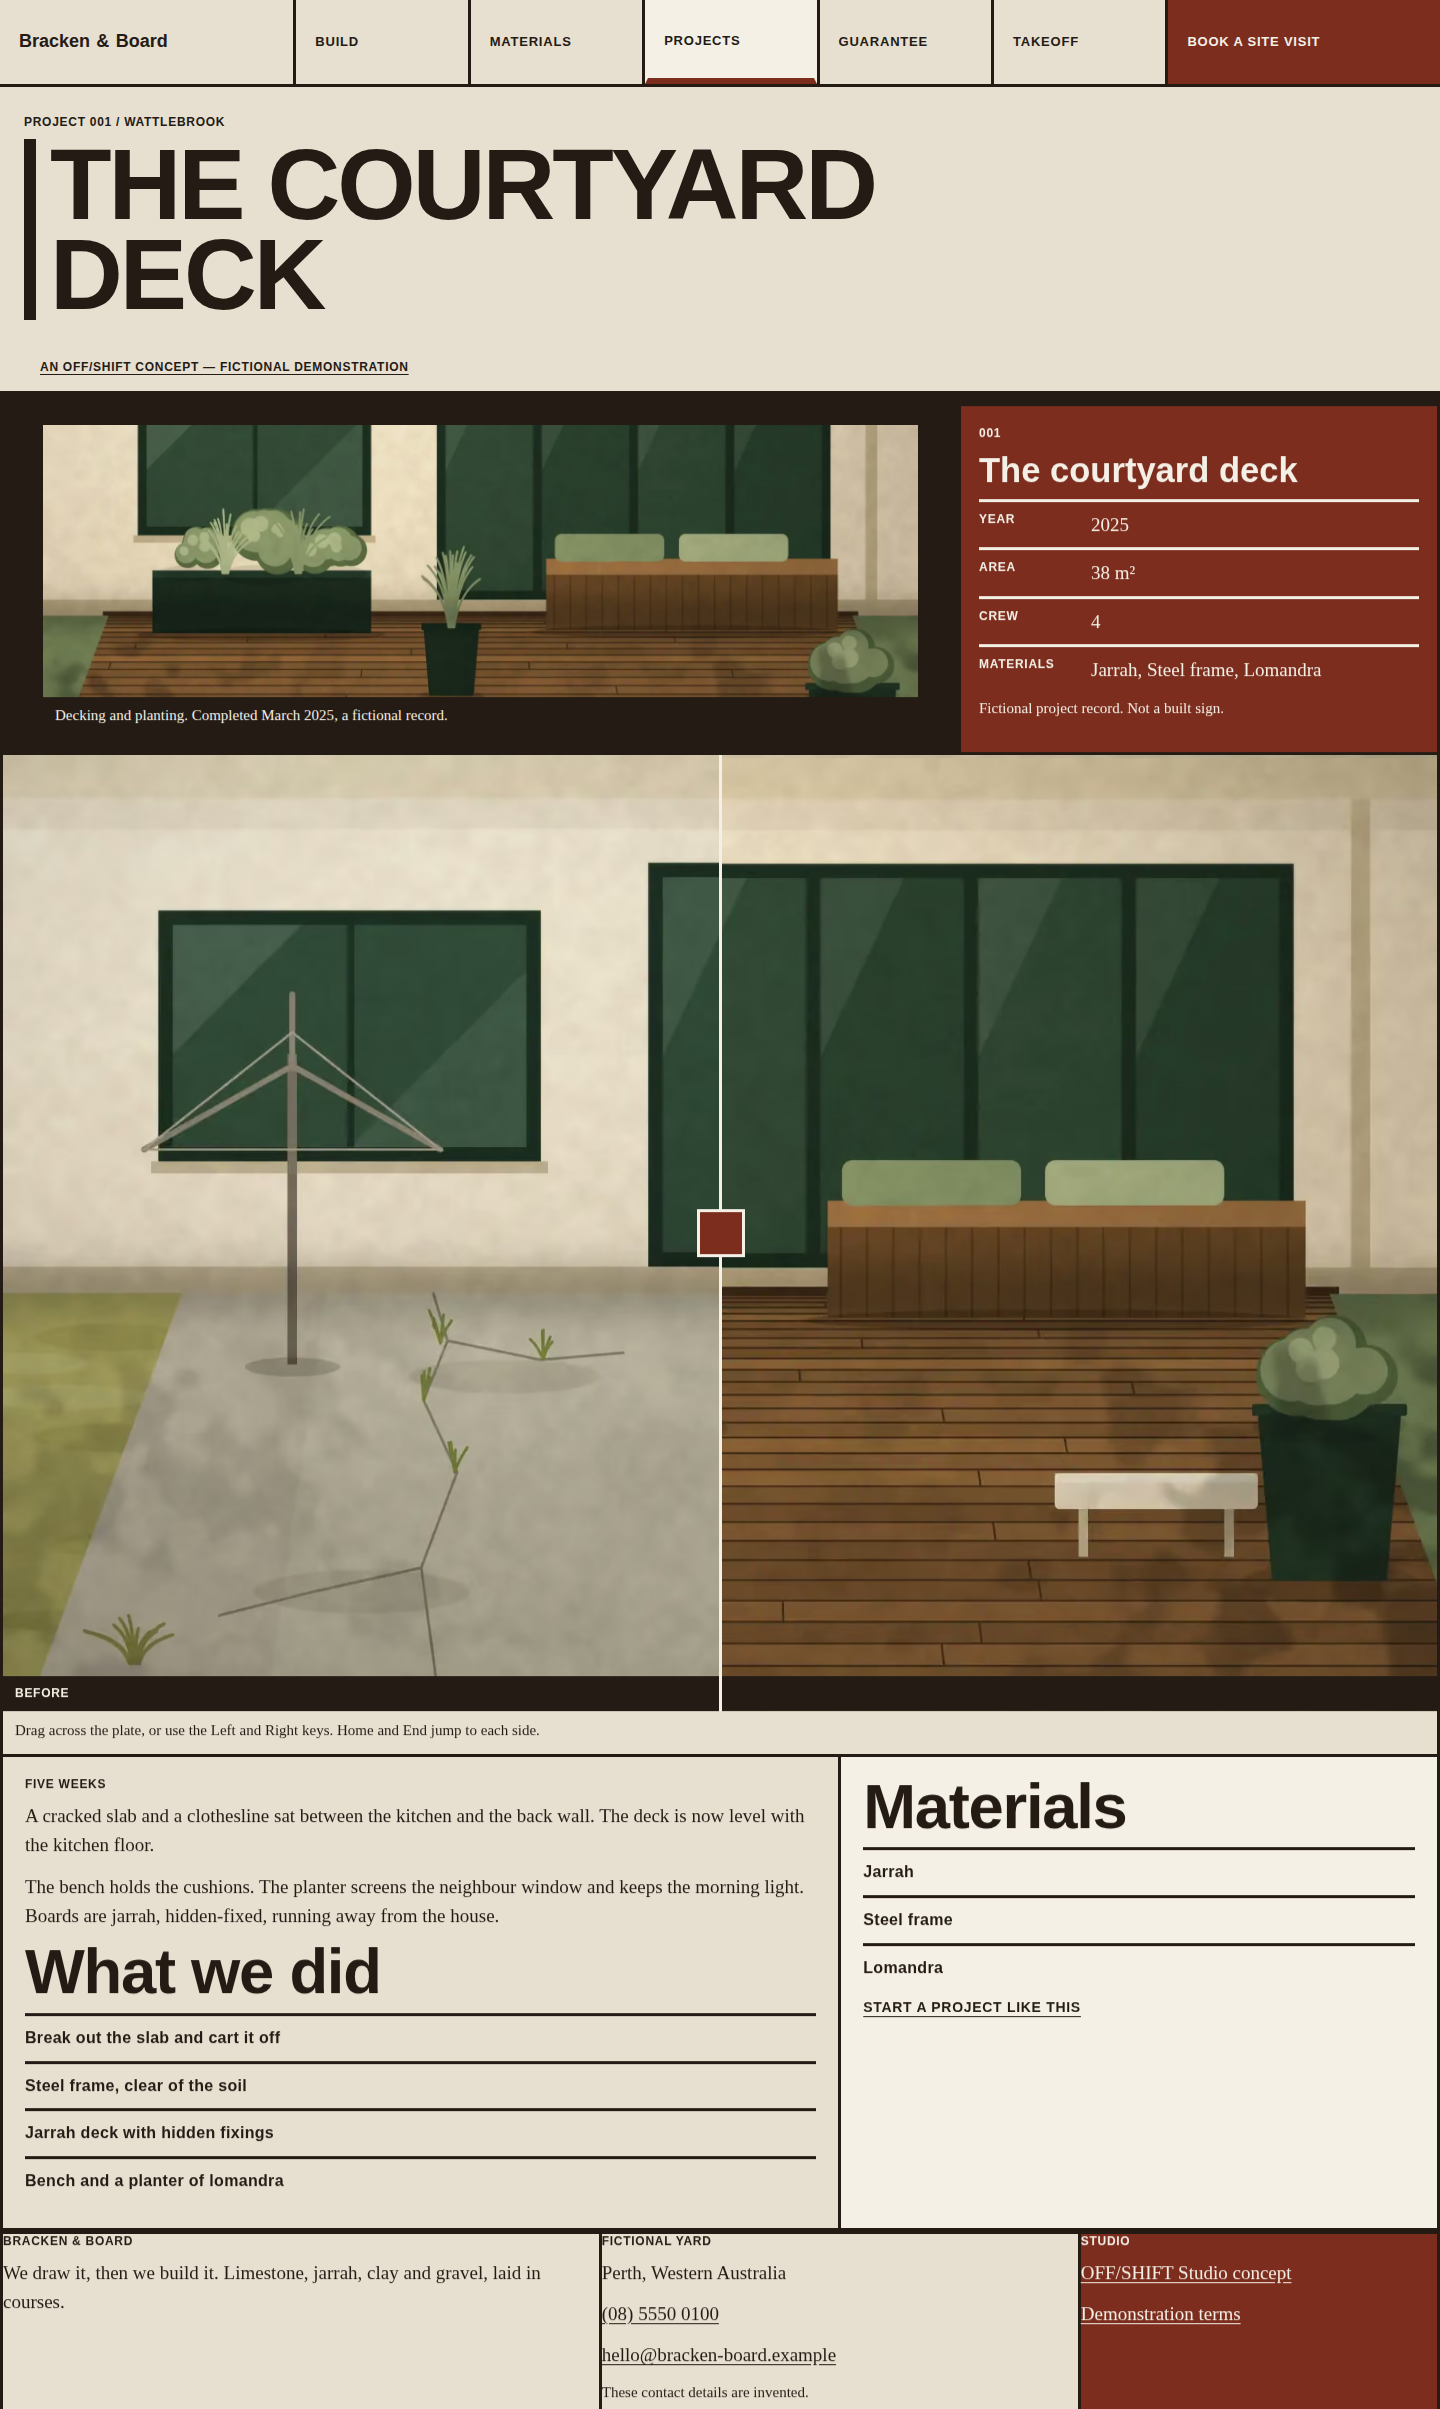 Bracken & Board
BUILD
MATERIALS
PROJECTS
GUARANTEE
TAKEOFF
BOOK A SITE VISIT
PROJECT 001 / WATTLEBROOK
THE COURTYARD
DECK
AN OFF/SHIFT CONCEPT — FICTIONAL DEMONSTRATION
Decking and planting. Completed March 2025, a fictional record.
001
The courtyard deck
YEAR 2025
AREA 38 m²
CREW 4
MATERIALS Jarrah, Steel frame, Lomandra
Fictional project record. Not a built sign.
BEFORE
Drag across the plate, or use the Left and Right keys. Home and End jump to each side.
FIVE WEEKS
A cracked slab and a clothesline sat between the kitchen and the back wall. The deck is now level with
the kitchen floor.
The bench holds the cushions. The planter screens the neighbour window and keeps the morning light.
Boards are jarrah, hidden-fixed, running away from the house.
What we did
Break out the slab and cart it off
Steel frame, clear of the soil
Jarrah deck with hidden fixings
Bench and a planter of lomandra
Materials
Jarrah
Steel frame
Lomandra
START A PROJECT LIKE THIS
BRACKEN & BOARD
We draw it, then we build it. Limestone, jarrah, clay and gravel, laid in
courses.
FICTIONAL YARD
Perth, Western Australia
(08) 5550 0100
hello@bracken-board.example
These contact details are invented.
STUDIO
OFF/SHIFT Studio concept
Demonstration terms